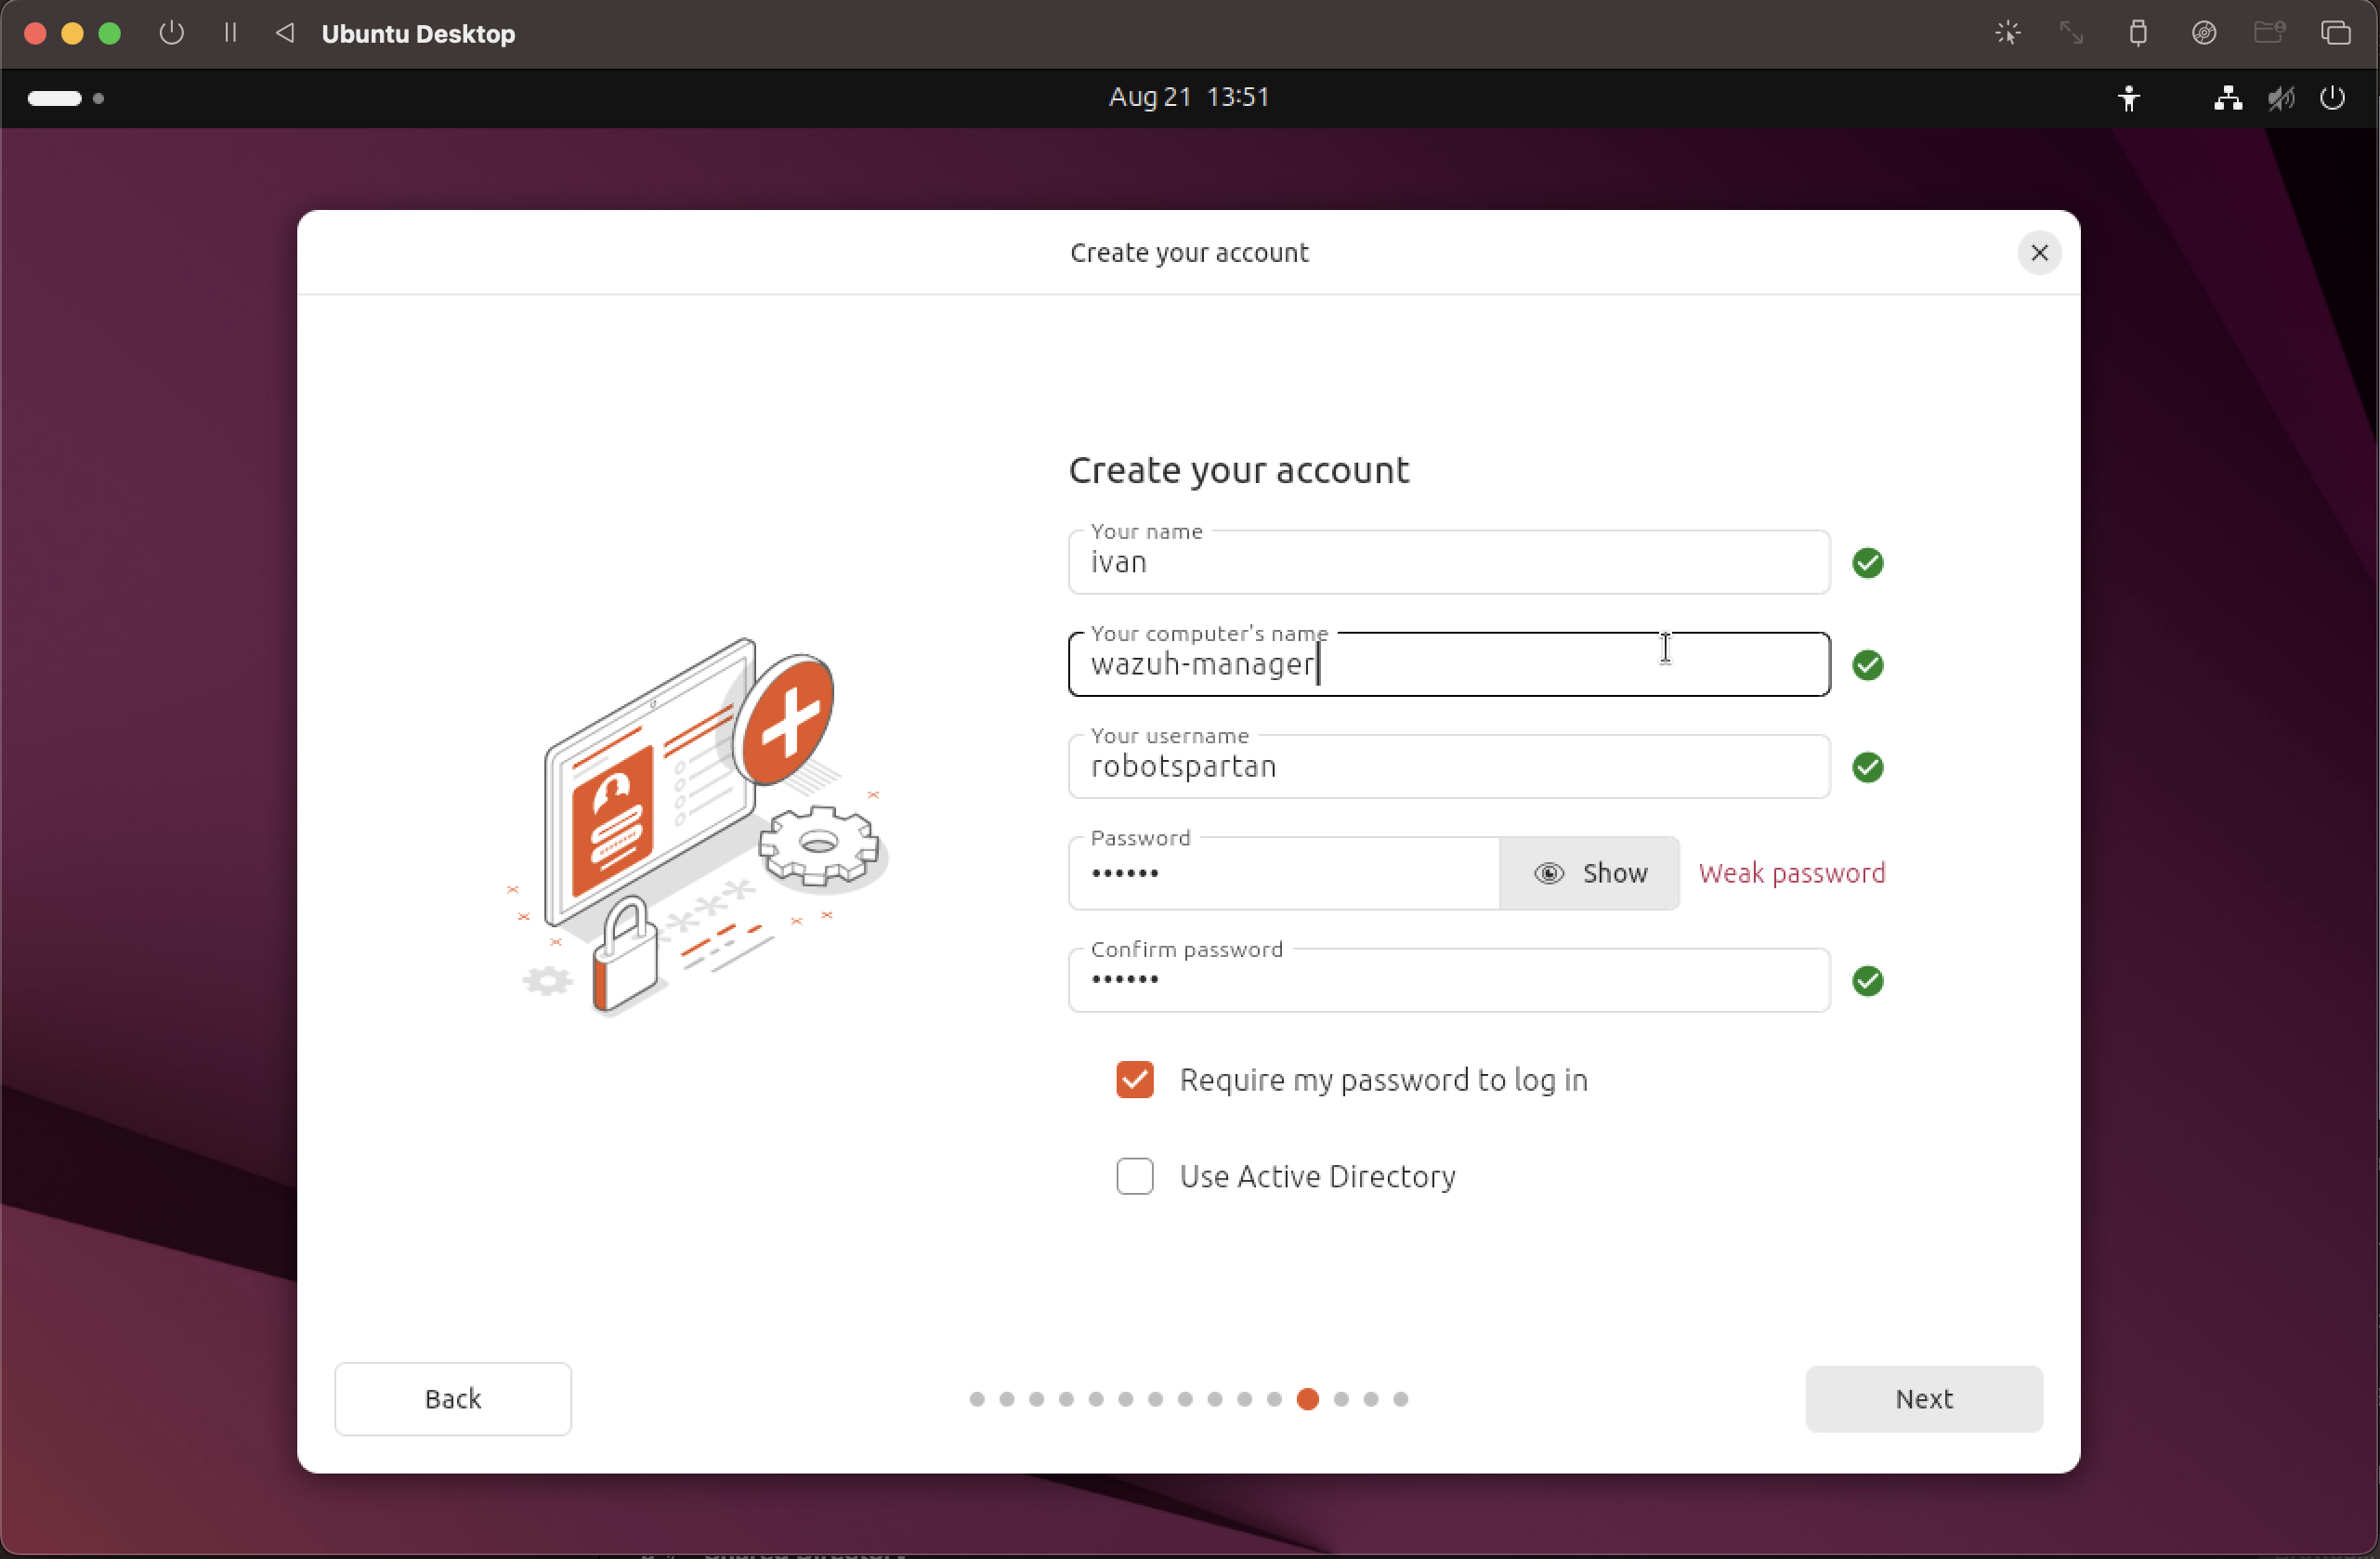 Ubuntu Desktop
Aug 21 13:51
Create your account
Create your account
Your name
ivan
Your computer's name
wazuh-manager
Your username
robotspartan
Password
••••••
Show
Weak password
Confirm password
••••••
Require my password to log in
Use Active Directory
Back
Next